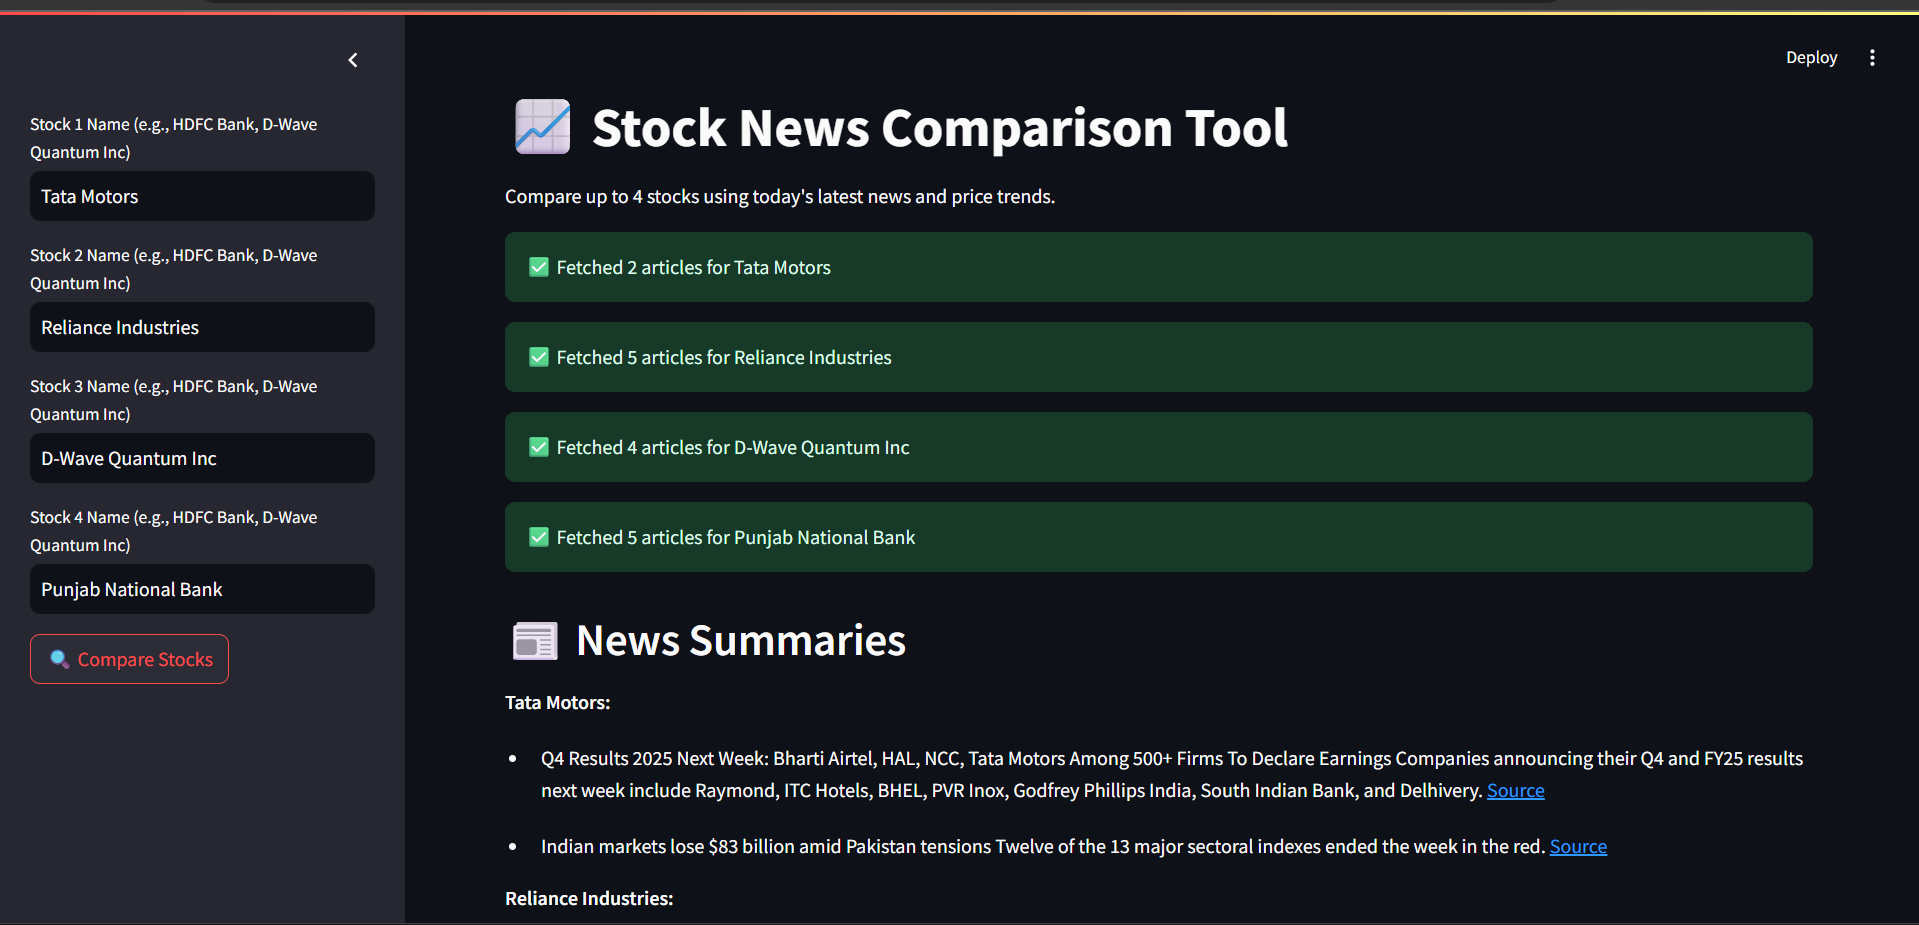 Stock 1 Name (e.g., HDFC Bank, D-Wave
Quantum Inc)
Tata Motors
Stock 2 Name (e.g., HDFC Bank, D-Wave
Quantum Inc)
Reliance Industries
Stock 3 Name (e.g., HDFC Bank, D-Wave
Quantum Inc)
D-Wave Quantum Inc
Stock 4 Name (e.g., HDFC Bank, D-Wave
Quantum Inc)
Punjab National Bank
Compare Stocks
Deploy
Stock News Comparison Tool
Compare up to 4 stocks using today's latest news and price trends.
Fetched 2 articles for Tata Motors
Fetched 5 articles for Reliance Industries
Fetched 4 articles for D-Wave Quantum Inc
Fetched 5 articles for Punjab National Bank
News Summaries
Tata Motors:
Q4 Results 2025 Next Week: Bharti Airtel, HAL, NCC, Tata Motors Among 500+ Firms To Declare Earnings Companies announcing their Q4 and FY25 results
next week include Raymond, ITC Hotels, BHEL, PVR Inox, Godfrey Phillips India, South Indian Bank, and Delhivery. Source
Indian markets lose $83 billion amid Pakistan tensions Twelve of the 13 major sectoral indexes ended the week in the red. Source
Reliance Industries: